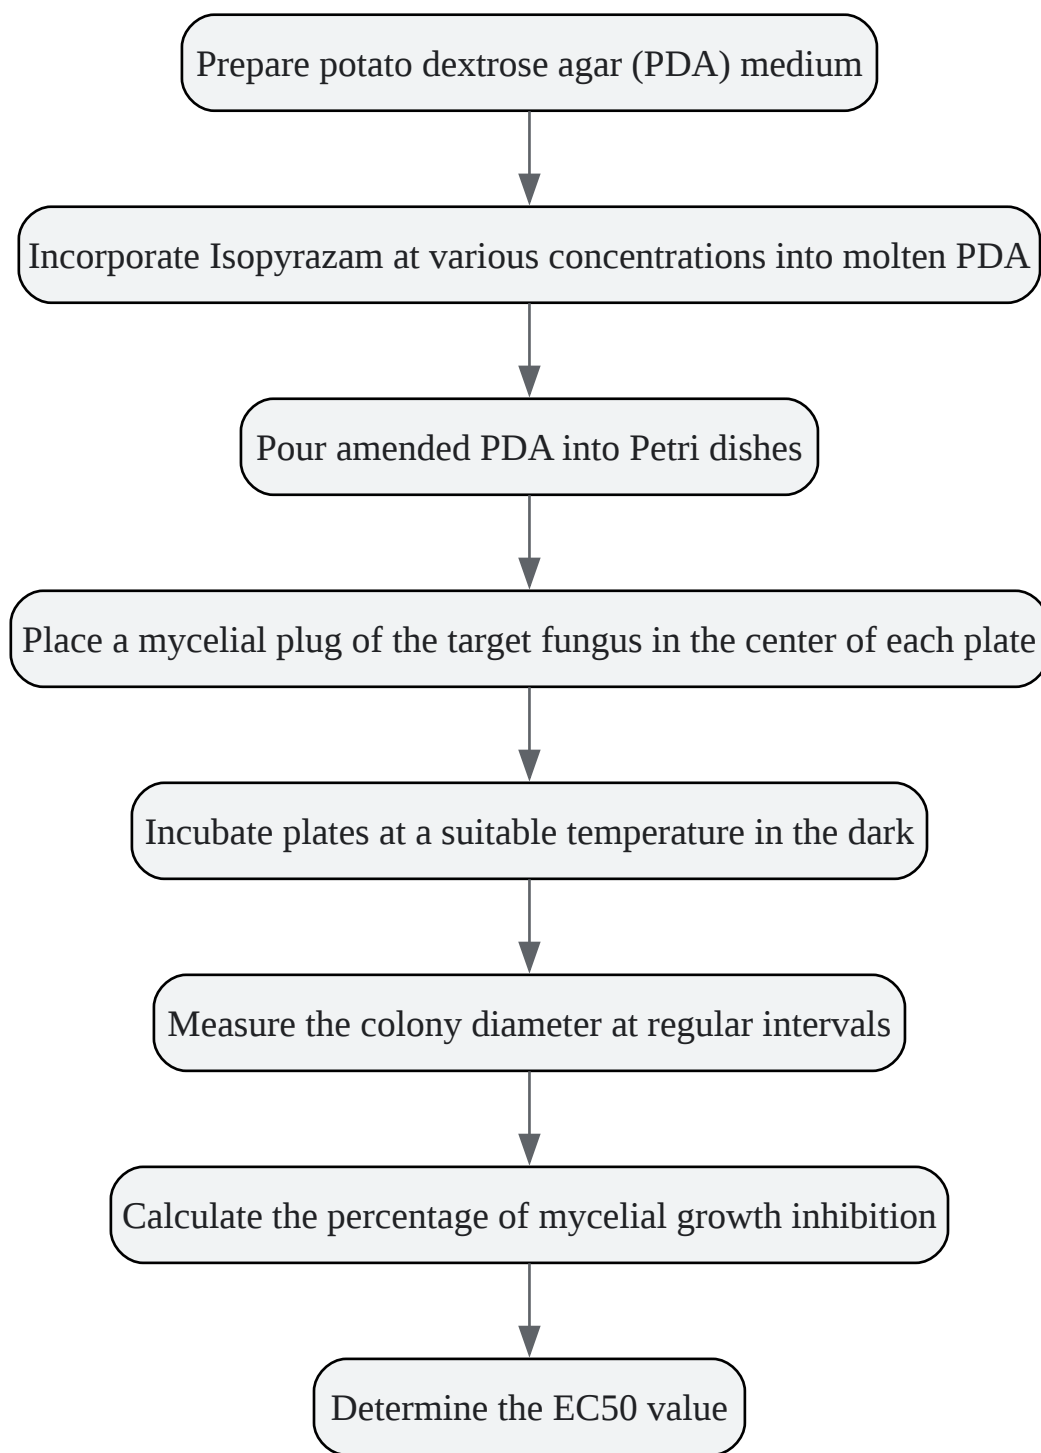 Prepare potato dextrose agar (PDA) medium
Incorporate Isopyrazam at various concentrations into molten PDA
Pour amended PDA into Petri dishes
Place a mycelial plug of the target fungus in the center of each plate
Incubate plates at a suitable temperature in the dark
Measure the colony diameter at regular intervals
Calculate the percentage of mycelial growth inhibition
Determine the EC50 value